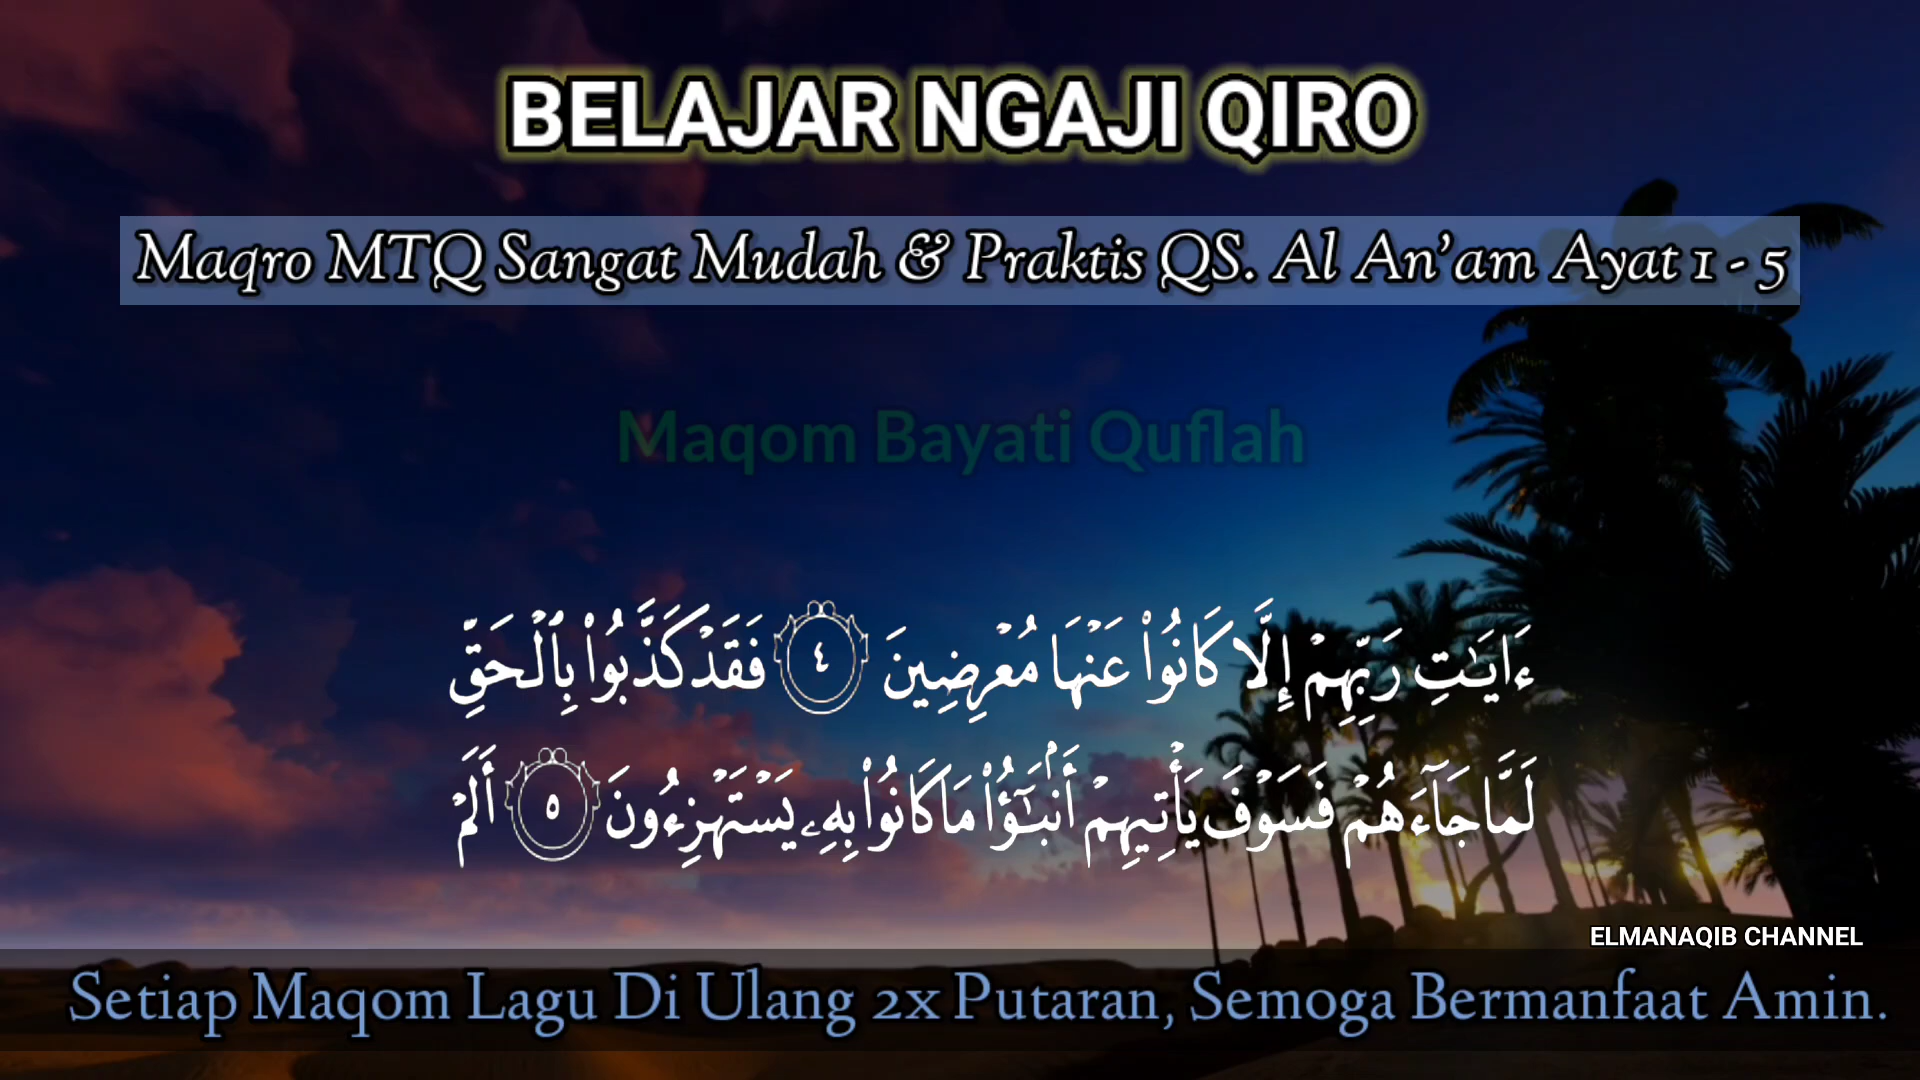 BELAJAR NGAJI QIRO
Maqro MTQ Sangat Mudah & Praktis QS. Al An’am Ayat 1 - 5
Maqom Bayati Quflah
ءَايَـٰتِ رَبِّهِمْ إِلَّا كَانُوا۟ عَنْهَا مُعْرِضِينَ ٤ فَقَدْ كَذَّبُوا۟ بِٱلْحَقِّ
لَمَّا جَآءَهُمْ فَسَوْفَ يَأْتِيهِمْ أَنۢبَـٰٓؤُا۟ مَا كَانُوا۟ بِهِۦ يَسْتَهْزِءُونَ ٥ أَلَمْ
ELMANAQIB CHANNEL
Setiap Maqom Lagu Di Ulang 2x Putaran, Semoga Bermanfaat Amin.